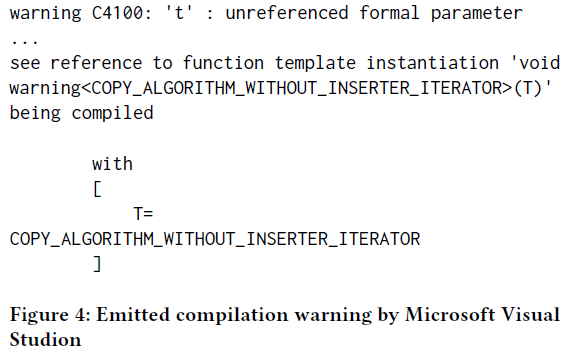 warning C4100: 't' : unreferenced formal parameter
...
see reference to function template instantiation 'void
warning<COPY_ALGORITHM_WITHOUT_INSERTER_ITERATOR>(T)'
being compiled
with
[
T=
COPY_ALGORITHM_WITHOUT_INSERTER_ITERATOR
]
Figure 4: Emitted compilation warning by Microsoft Visual
Studion